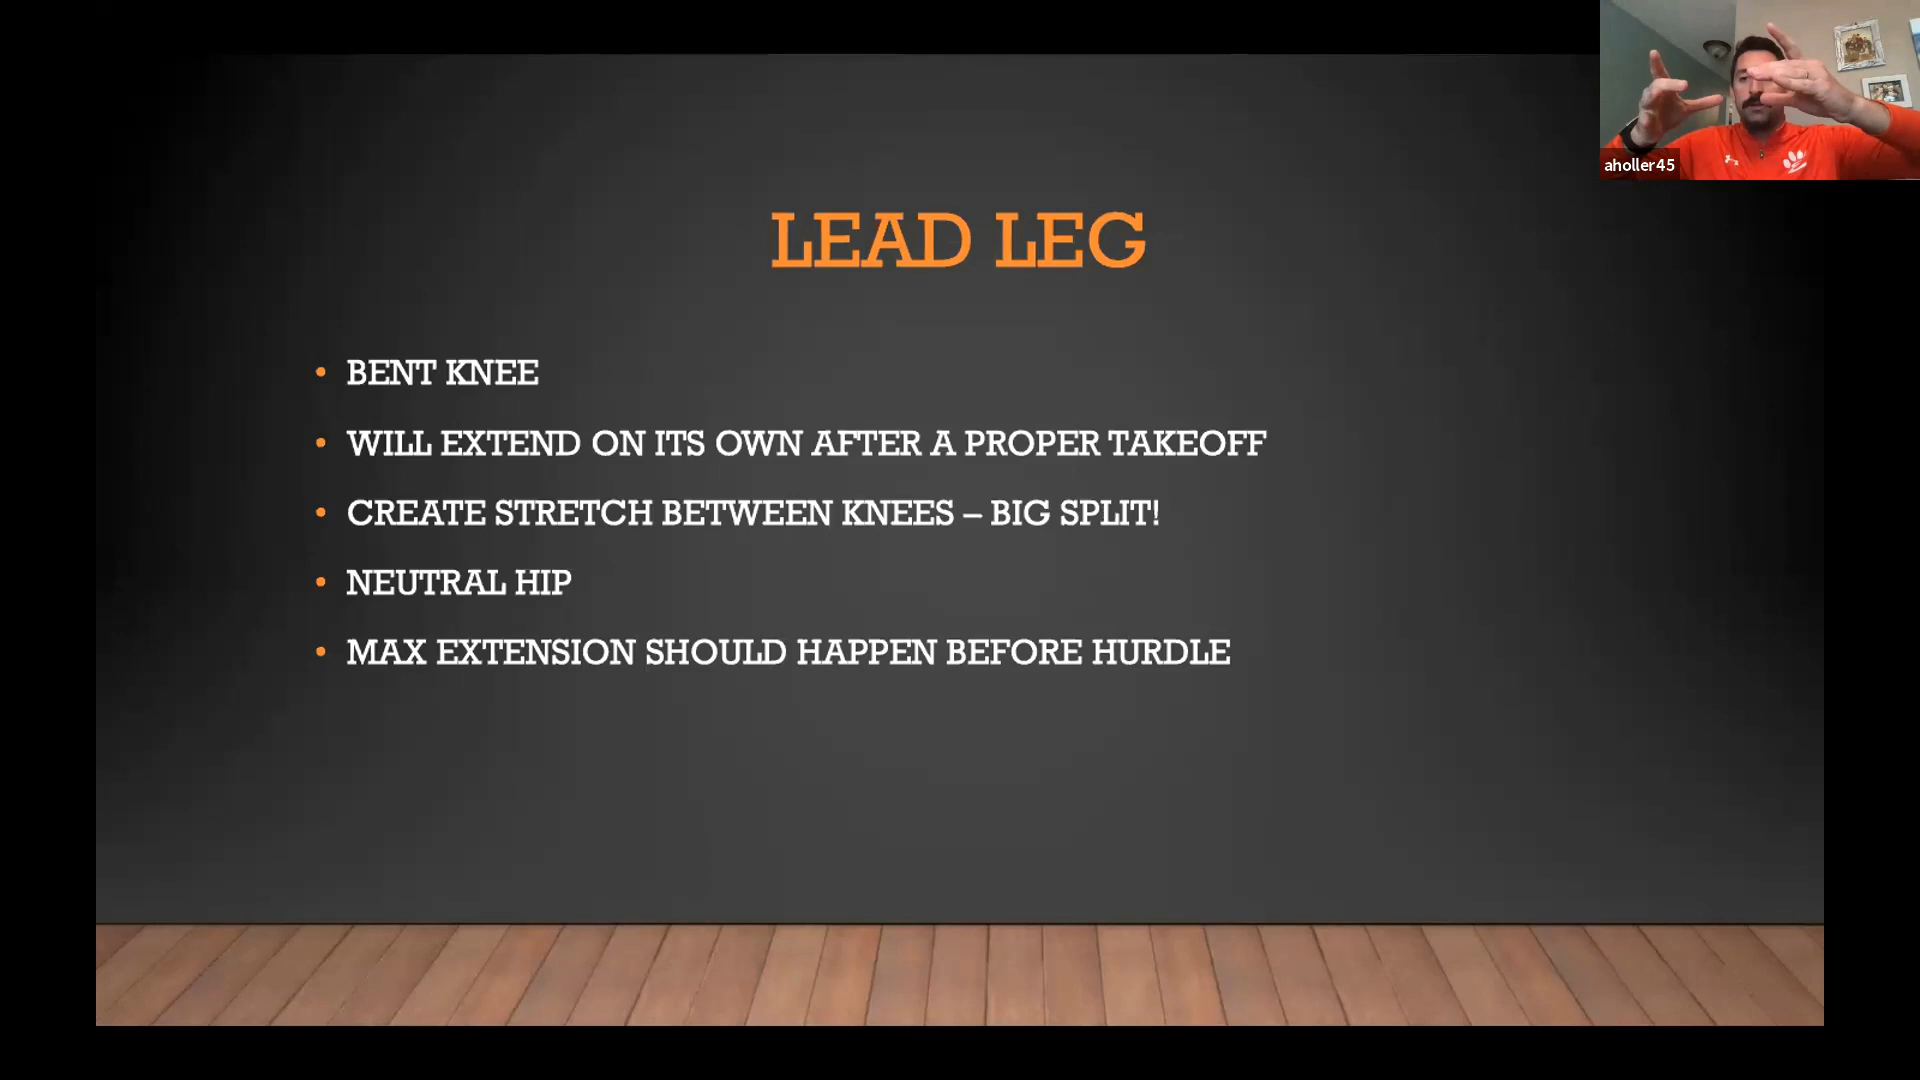 LEAD LEG
• BENT KNEE
• WILL EXTEND ON ITS OWN AFTER A PROPER TAKEOFF
• CREATE STRETCH BETWEEN KNEES – BIG SPLIT!
• NEUTRAL HIP
• MAX EXTENSION SHOULD HAPPEN BEFORE HURDLE
aholler45